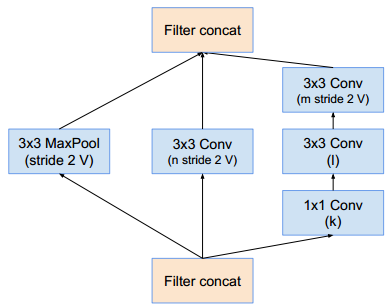 Filter concat
3x3 Conv
(m stride 2 V)
3x3 MaxPool
(stride 2 V)
3x3 Conv
(n stride 2 V)
3x3 Conv
(l)
1x1 Conv
(k)
Filter concat